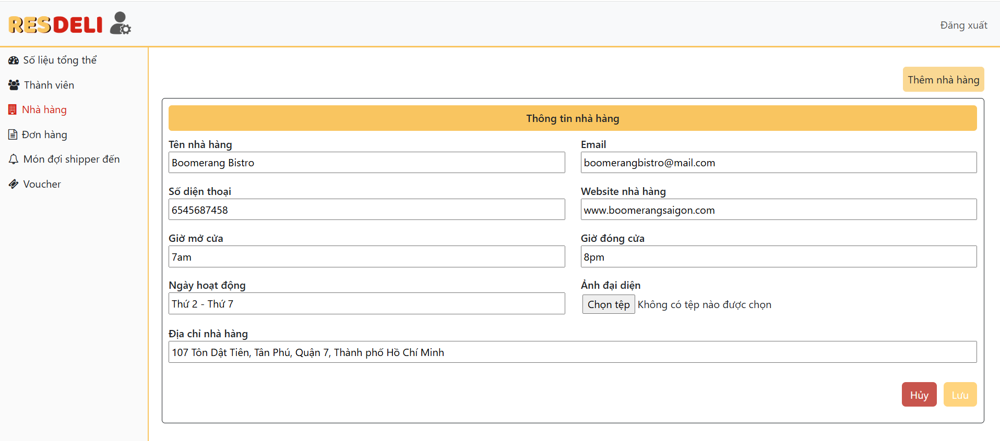 RESDELI
Đăng xuất
Số liệu tổng thể
Thành viên
Nhà hàng
Đơn hàng
Món đợi shipper đến
Voucher
Thêm nhà hàng
Thông tin nhà hàng
Tên nhà hàng
Email
Boomerang Bistro
boomerangbistro@mail.com
Số diện thoại
Website nhà hàng
6545687458
www.boomerangsaigon.com
Giờ mở cửa
Giờ đóng cửa
7am
8pm
Ngày hoạt động
Ảnh đại diện
Thứ 2 - Thứ 7
Chọn tệp Không có tệp nào được chọn
Địa chỉ nhà hàng
107 Tôn Dật Tiên, Tân Phú, Quận 7, Thành phố Hồ Chí Minh
Hủy
Lưu